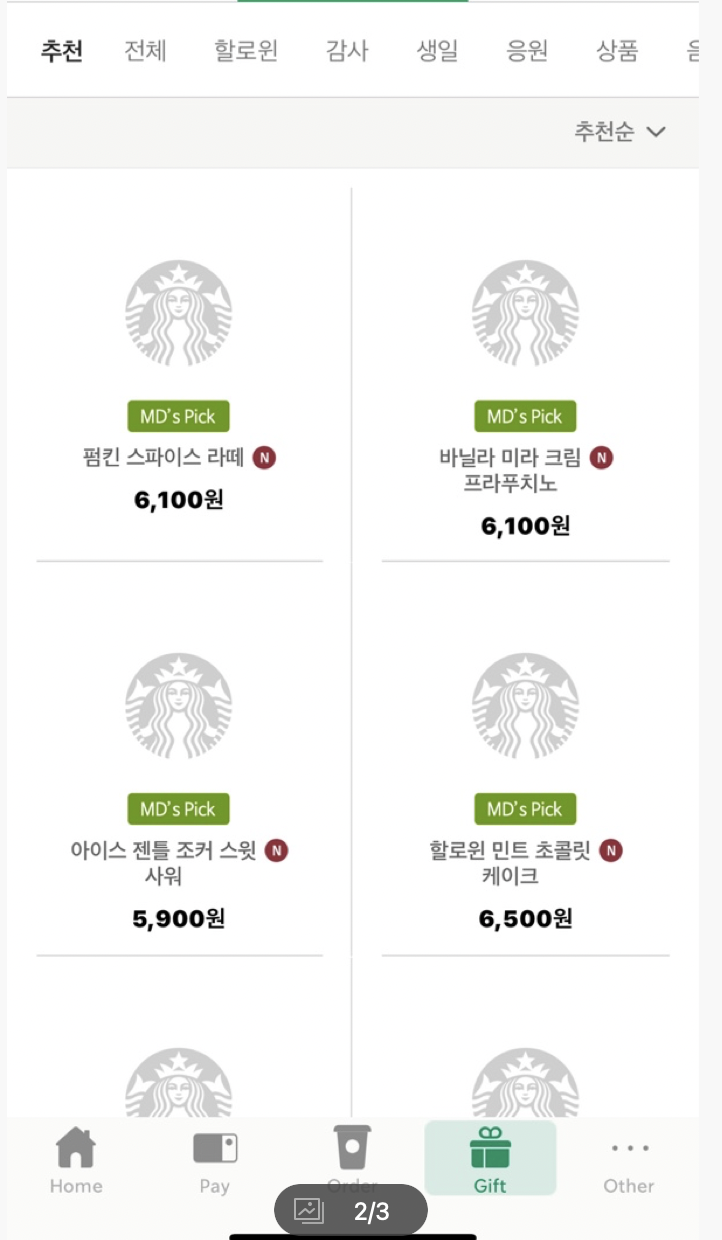 추천 전체 할로윈 감사 생일 응원 상품
추천순
MD's Pick
펌킨 스파이스 라떼 N
6,100원
MD's Pick
바닐라 미라 크림 N
프라푸치노
6,100원
MD's Pick
아이스 젠틀 조커 스윗 N
사워
5,900원
MD's Pick
할로윈 민트 초콜릿 N
케이크
6,500원
Home Pay Order Gift Other
2/3